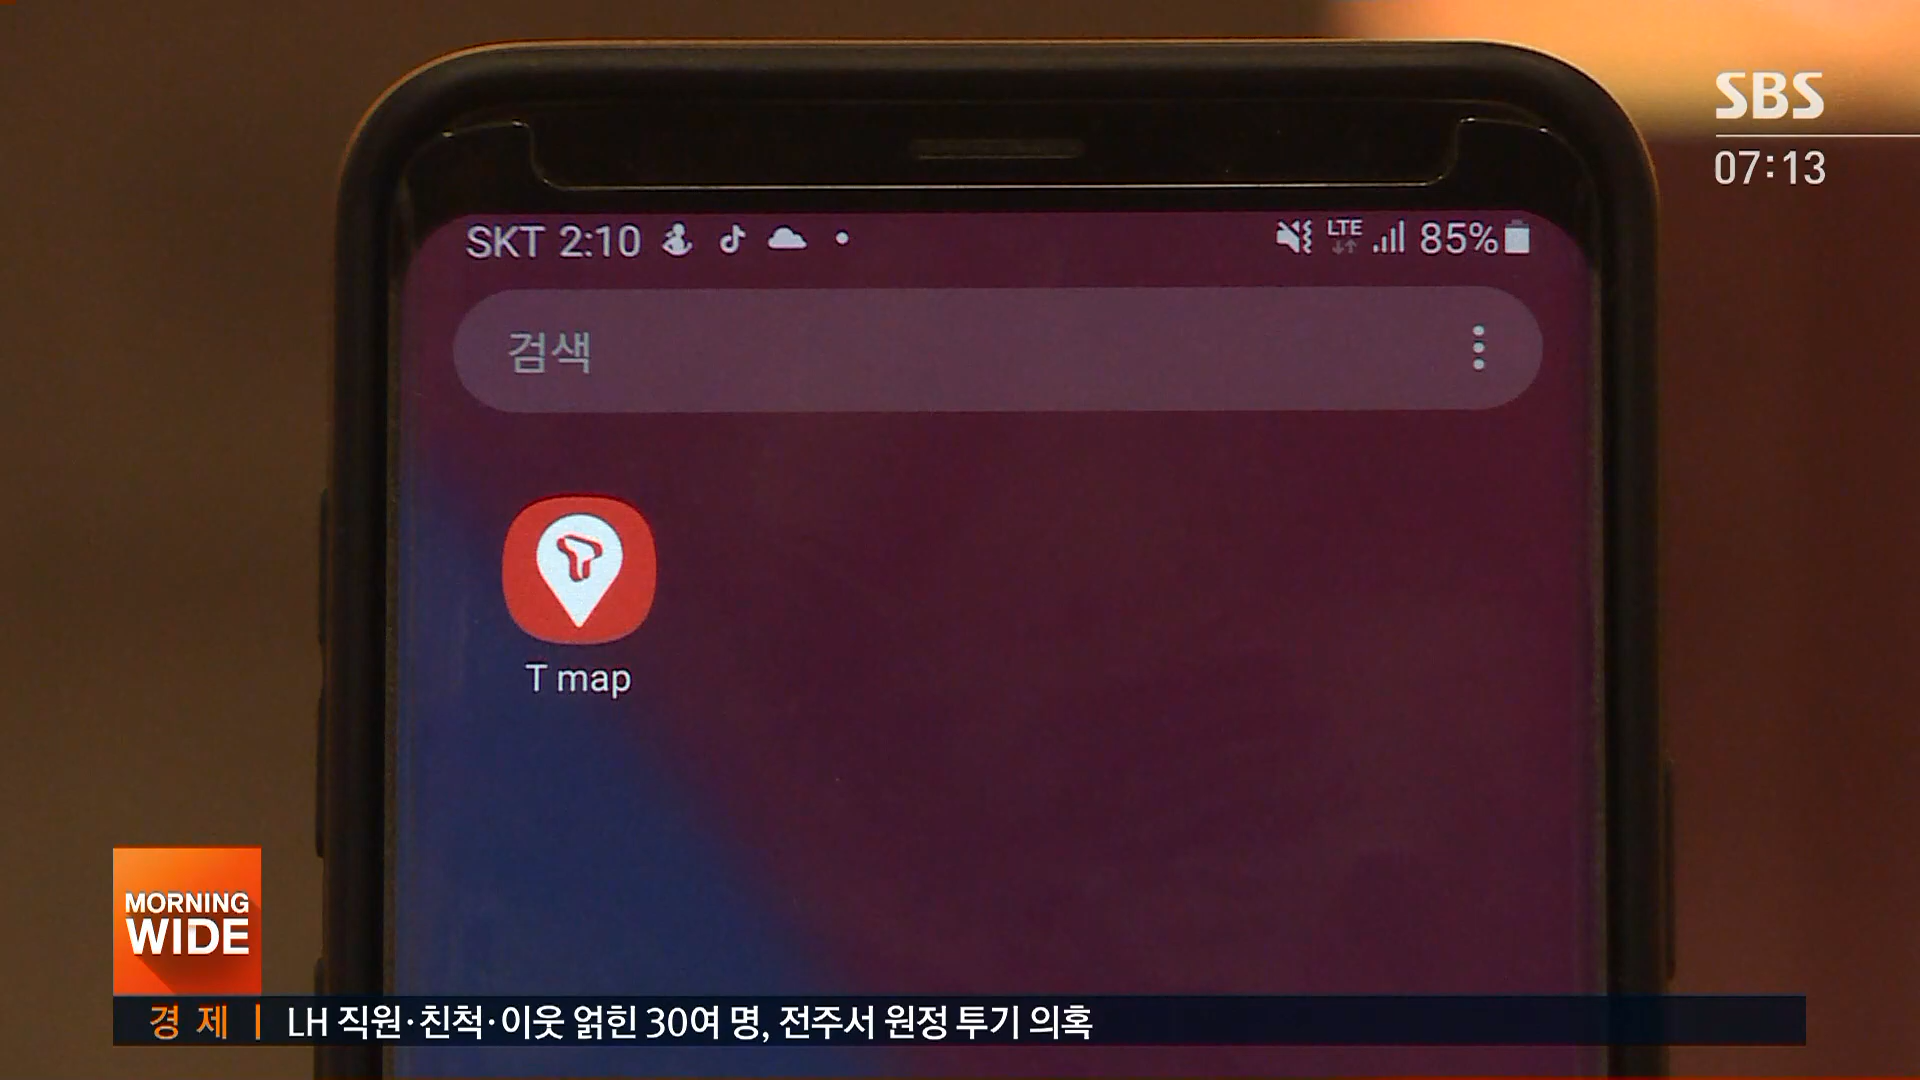 SBS
07:13
SKT 2:10
LTE
85%
검색
T map
MORNING
WIDE
경제 | LH 직원·친척·이웃 얽힌 30여 명, 전주서 원정 투기 의혹